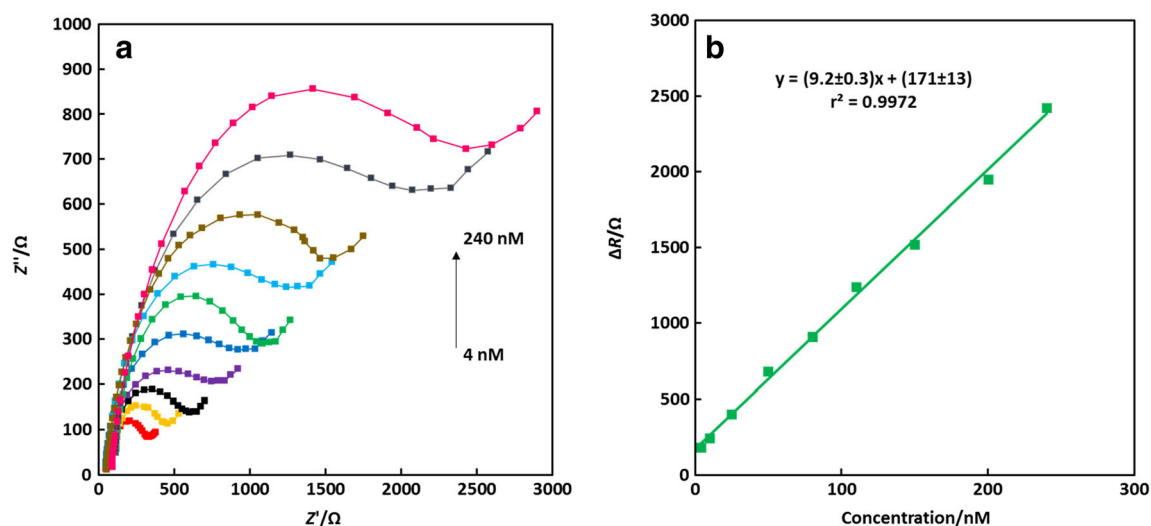 a
1000
900
800
700
600
500
400
300
200
100
0
Z''/Ω
0 500 1000 1500 2000 2500 3000
Z'/Ω
240 nM
4 nM
b
y = (9.2±0.3)x + (171±13)
r² = 0.9972
3000
2500
2000
1500
1000
500
0
ΔR/Ω
0 100 200 300
Concentration/nM